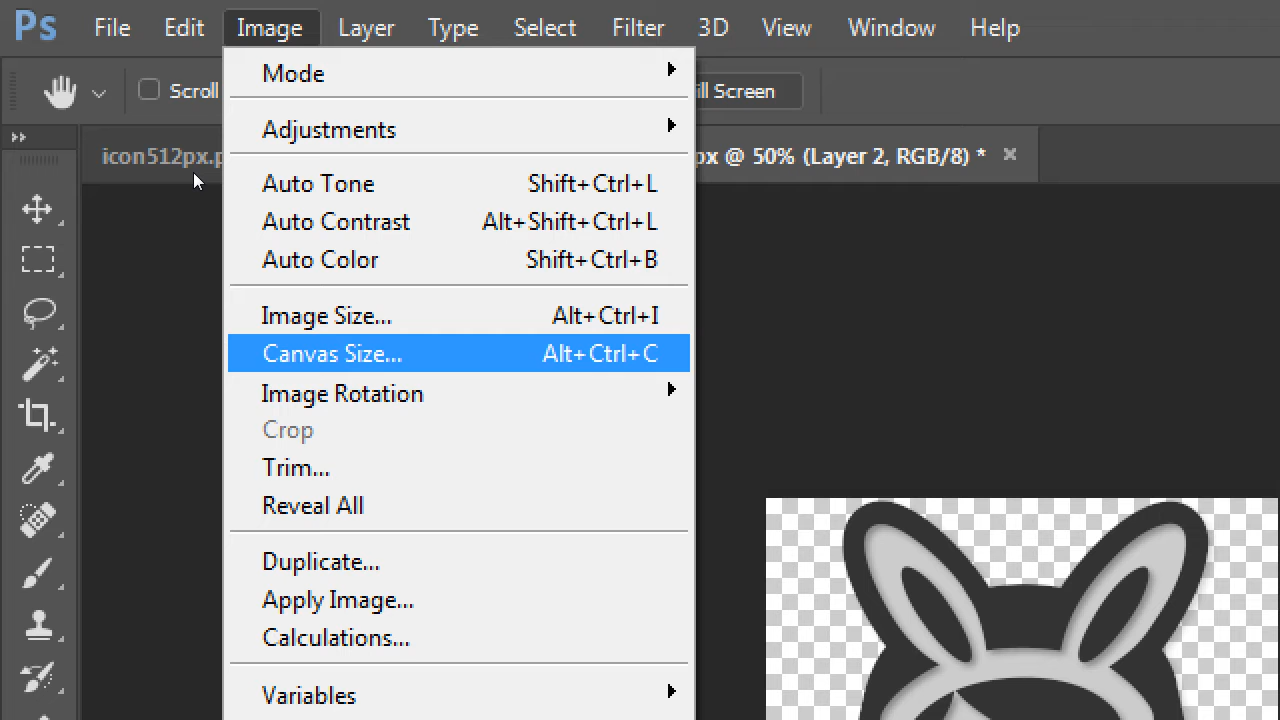 Ps File Edit Image Layer Type Select Filter 3D View Window Help
Scroll Screen
icon512px.p px @ 50% (Layer 2, RGB/8) *
Mode
Adjustments
Auto Tone Shift+Ctrl+L
Auto Contrast Alt+Shift+Ctrl+L
Auto Color Shift+Ctrl+B
Image Size... Alt+Ctrl+I
Canvas Size... Alt+Ctrl+C
Image Rotation
Crop
Trim...
Reveal All
Duplicate...
Apply Image...
Calculations...
Variables